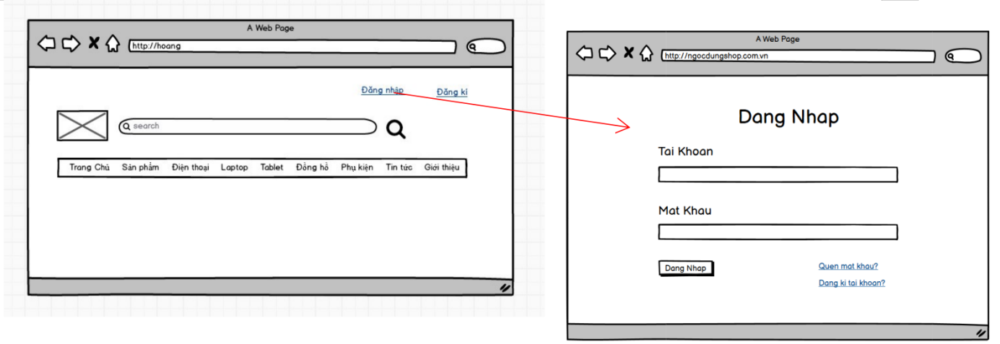 A Web Page
http://hoang
Đăng nhập
Đăng kí
search
Trang Chủ Sản phẩm Điện thoại Laptop Tablet Đồng hồ Phụ kiện Tin tức Giới thiệu
A Web Page
http://ngocdungshop.com.vn
Dang Nhap
Tai Khoan
Mat Khau
Dang Nhap
Quen mat khau?
Dang ki tai khoan?